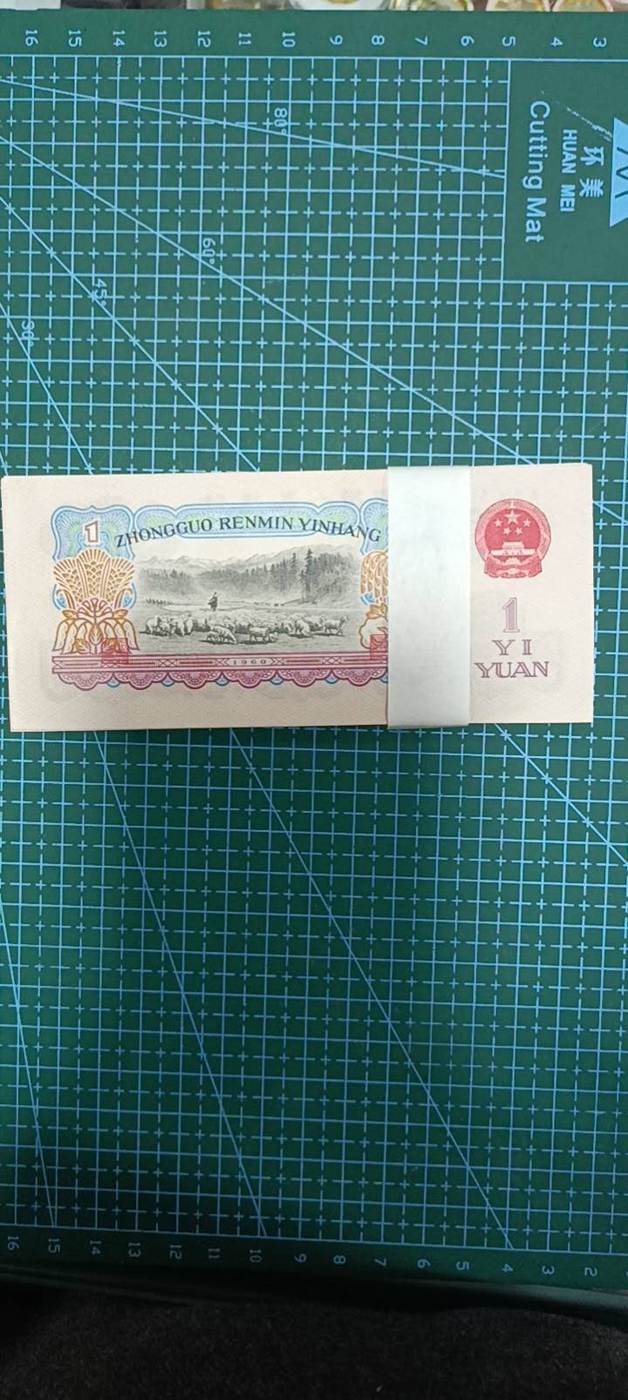 16 15 14 13 12 11 10 9 8 7 6 5 4 3
环美
HUAN MEI
Cutting Mat
80°
60°
45°
30°
1
ZHONGGUO RENMIN YINHANG
1960
1
YI
YUAN
16 15 14 13 12 11 10 9 8 7 6 5 4 3 2